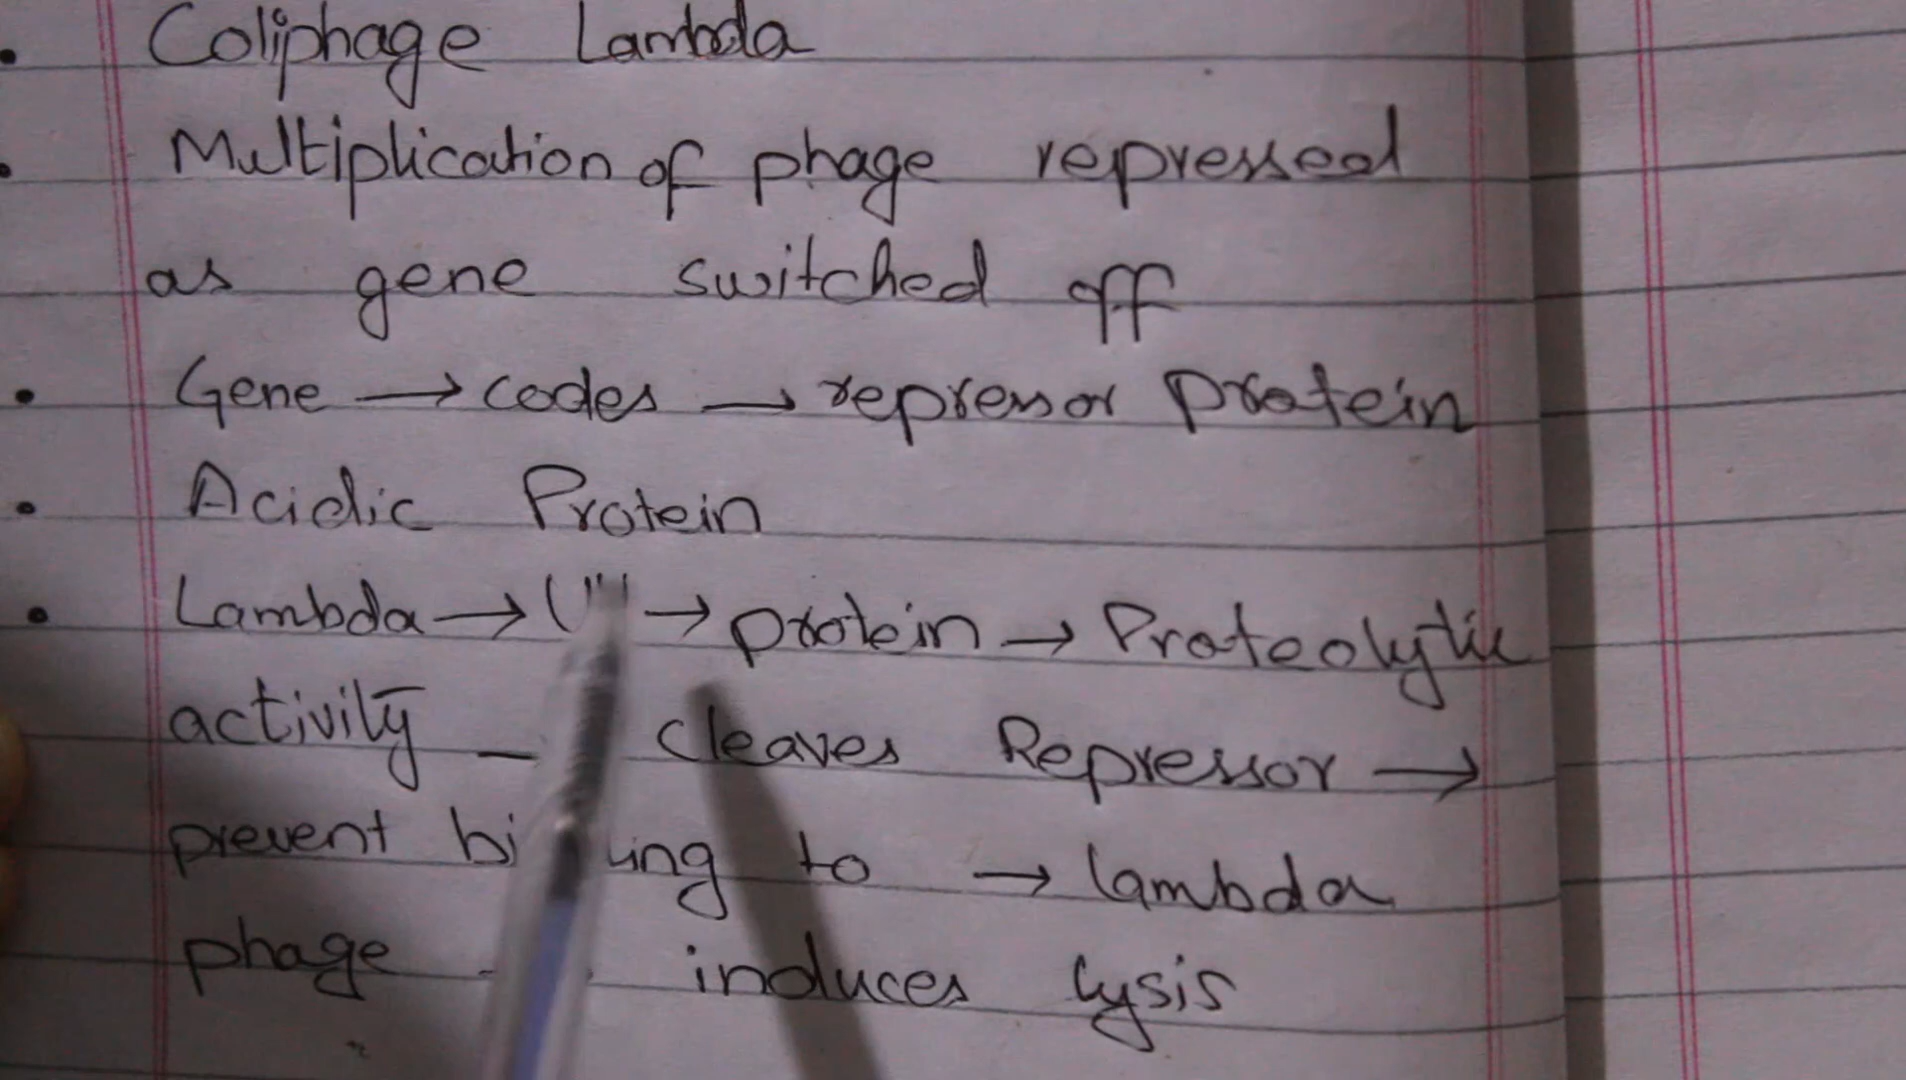 • Coliphage Lambda
• Multiplication of phage repressed
as gene switched off
• Gene → codes → repressor Protein
• Acidic Protein
• Lambda → → protein → Proteolytic
activity - cleaves Repressor →
prevent to → lambda
phage induces lysis